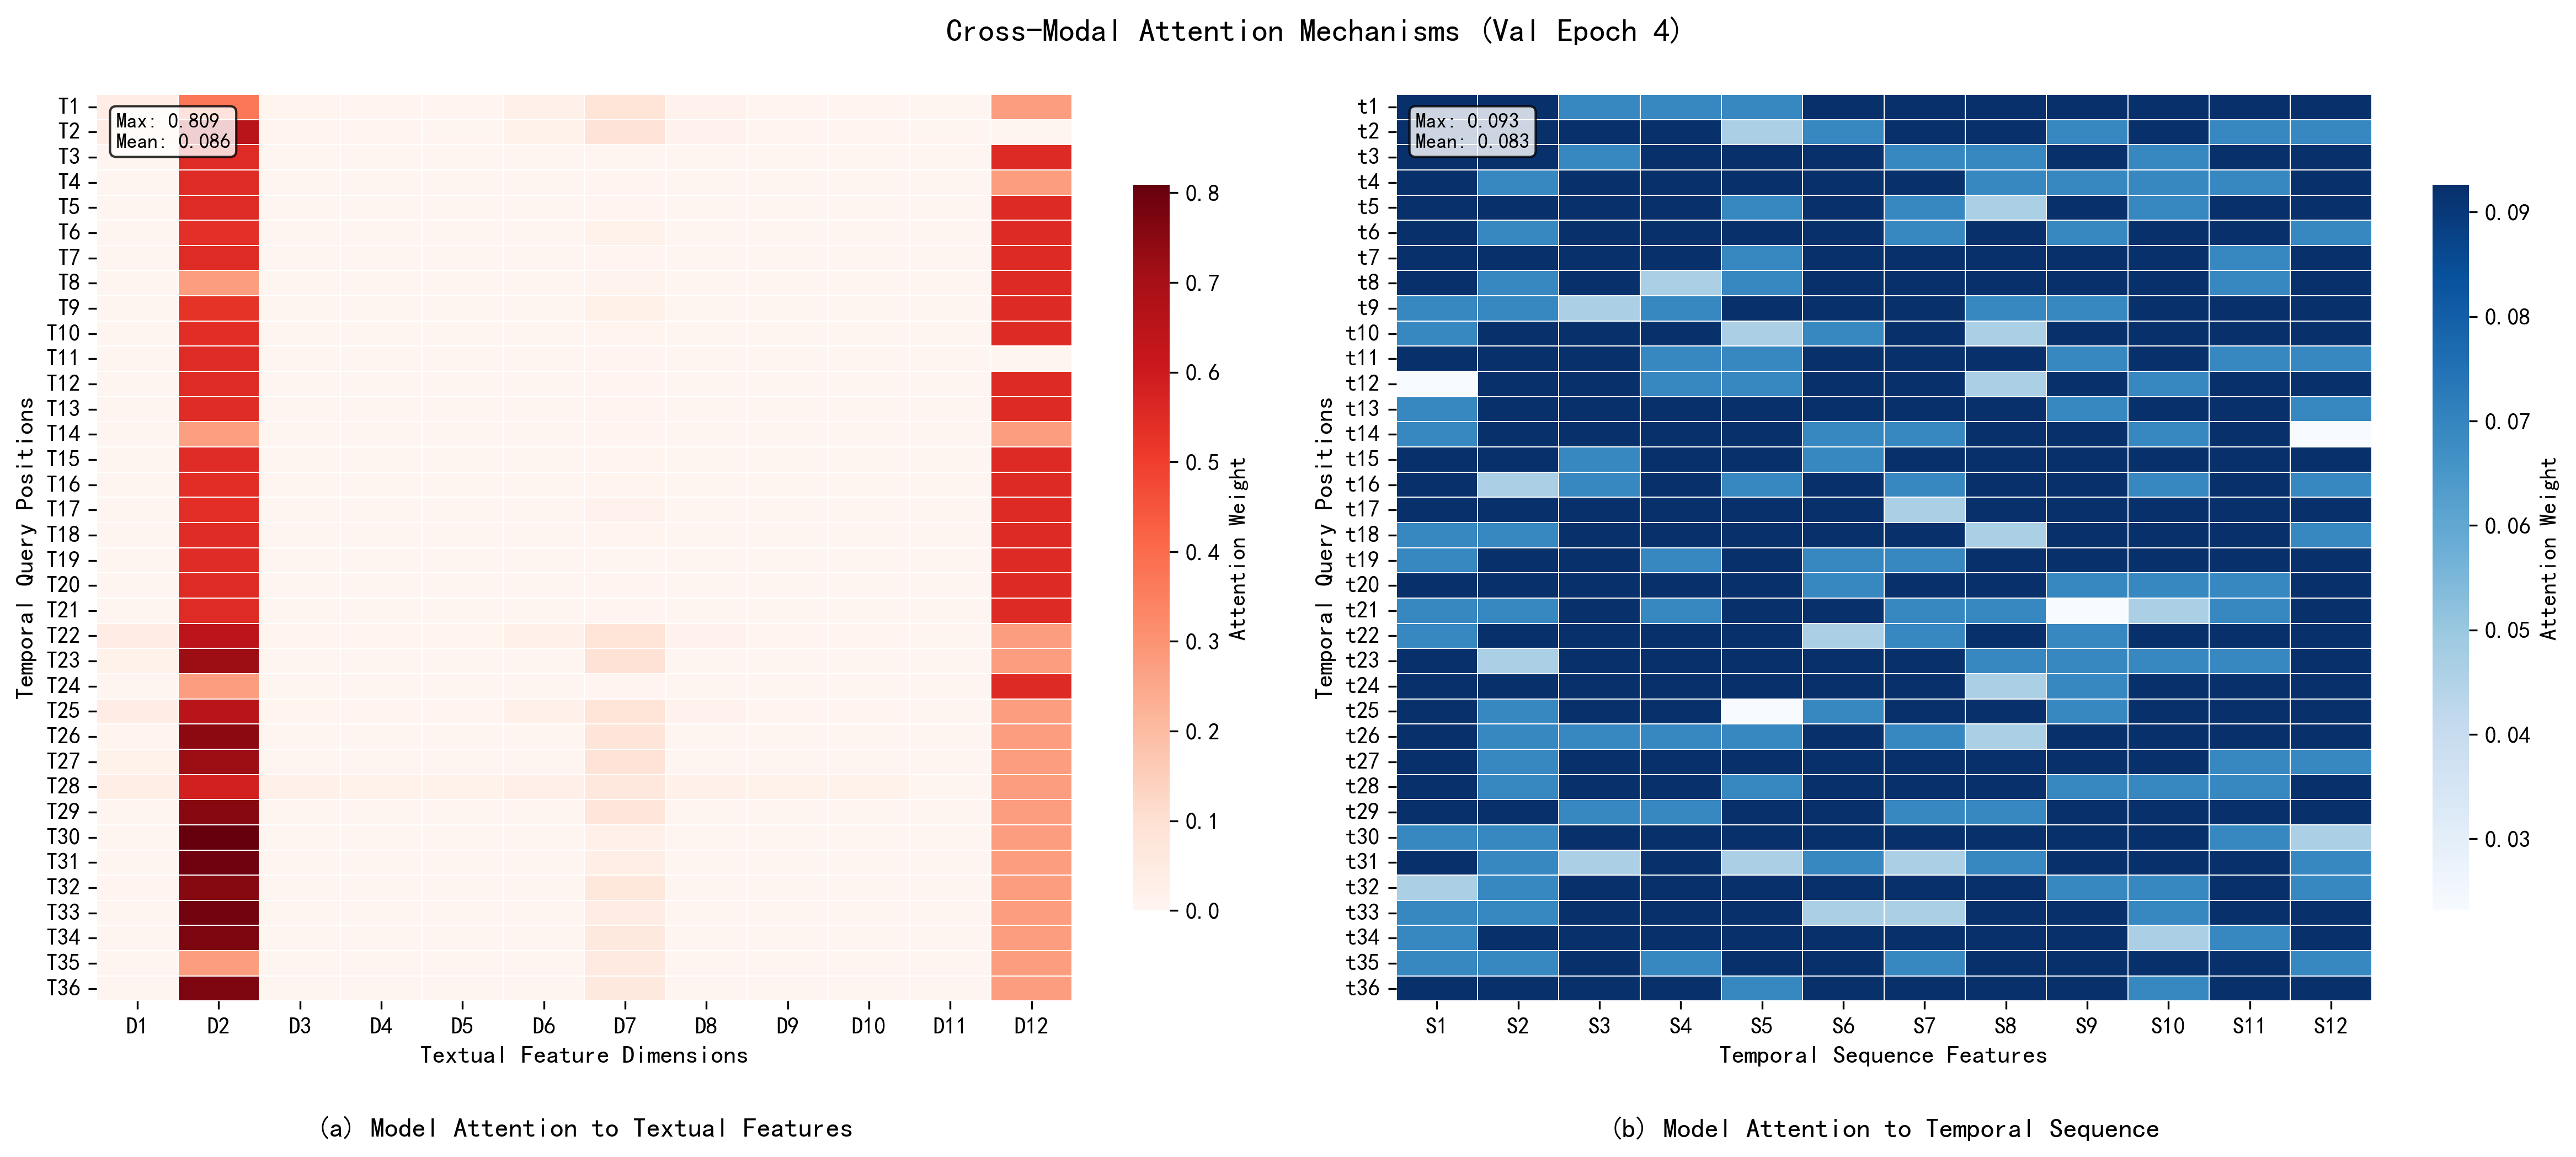 Cross-Modal Attention Mechanisms (Val Epoch 4)
Max: 0.809
Mean: 0.086
T1
T2
T3
T4
T5
T6
T7
T8
T9
T10
T11
T12
T13
T14
T15
T16
T17
T18
T19
T20
T21
T22
T23
T24
T25
T26
T27
T28
T29
T30
T31
T32
T33
T34
T35
T36
Temporal Query Positions
D1 D2 D3 D4 D5 D6 D7 D8 D9 D10 D11 D12
Textual Feature Dimensions
0.8
0.7
0.6
0.5
0.4
0.3
0.2
0.1
0.0
Attention Weight
(a) Model Attention to Textual Features
Max: 0.093
Mean: 0.083
t1
t2
t3
t4
t5
t6
t7
t8
t9
t10
t11
t12
t13
t14
t15
t16
t17
t18
t19
t20
t21
t22
t23
t24
t25
t26
t27
t28
t29
t30
t31
t32
t33
t34
t35
t36
Temporal Query Positions
S1 S2 S3 S4 S5 S6 S7 S8 S9 S10 S11 S12
Temporal Sequence Features
0.09
0.08
0.07
0.06
0.05
0.04
0.03
Attention Weight
(b) Model Attention to Temporal Sequence